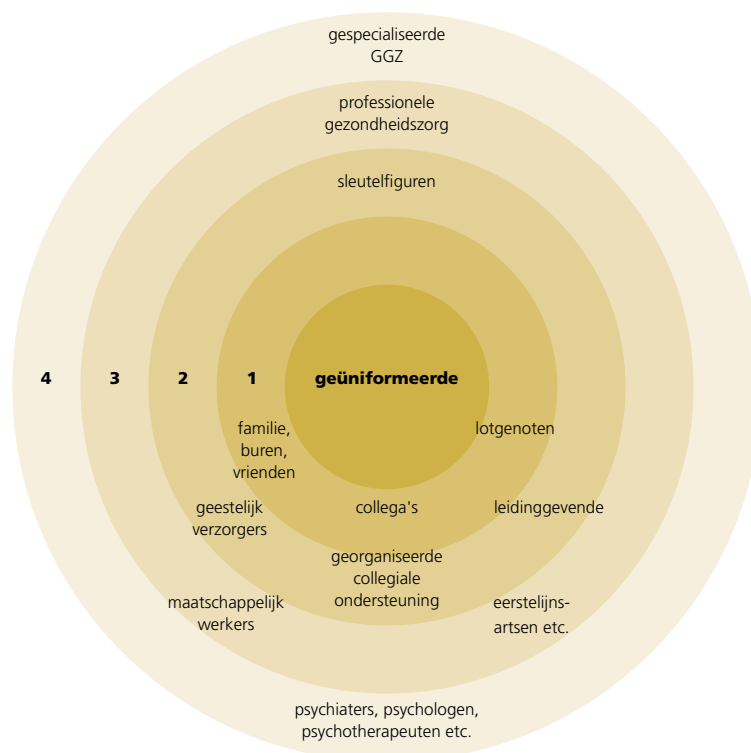 gespecialiseerde
GGZ
professionele
gezondheidszorg
sleutelfiguren
4 3 2 1 geüniformeerde
familie,
buren,
vrienden
lotgenoten
geestelijk
verzorgers
collega's
leidinggevende
georganiseerde
collegiale
ondersteuning
maatschappelijk
werkers
eerstelijns-
artsen etc.
psychiaters, psychologen,
psychotherapeuten etc.